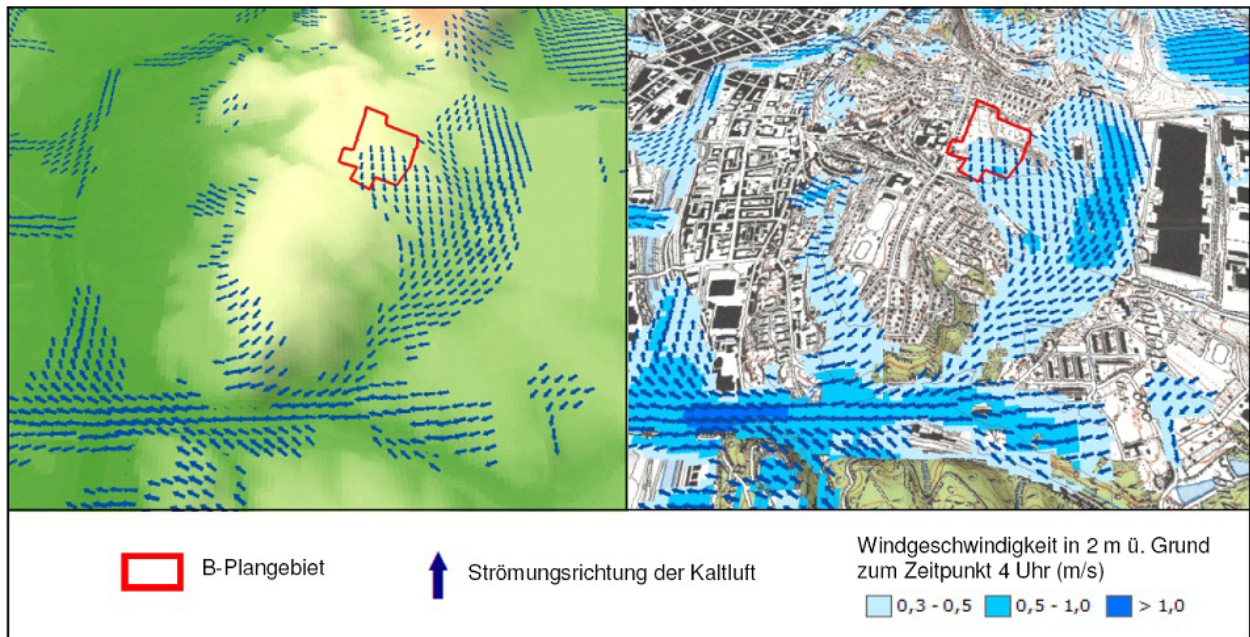 B-Plangebiet
Strömungsrichtung der Kaltluft
Windgeschwindigkeit in 2 m ü. Grund
zum Zeitpunkt 4 Uhr (m/s)
0,3 - 0,5
0,5 - 1,0
> 1,0